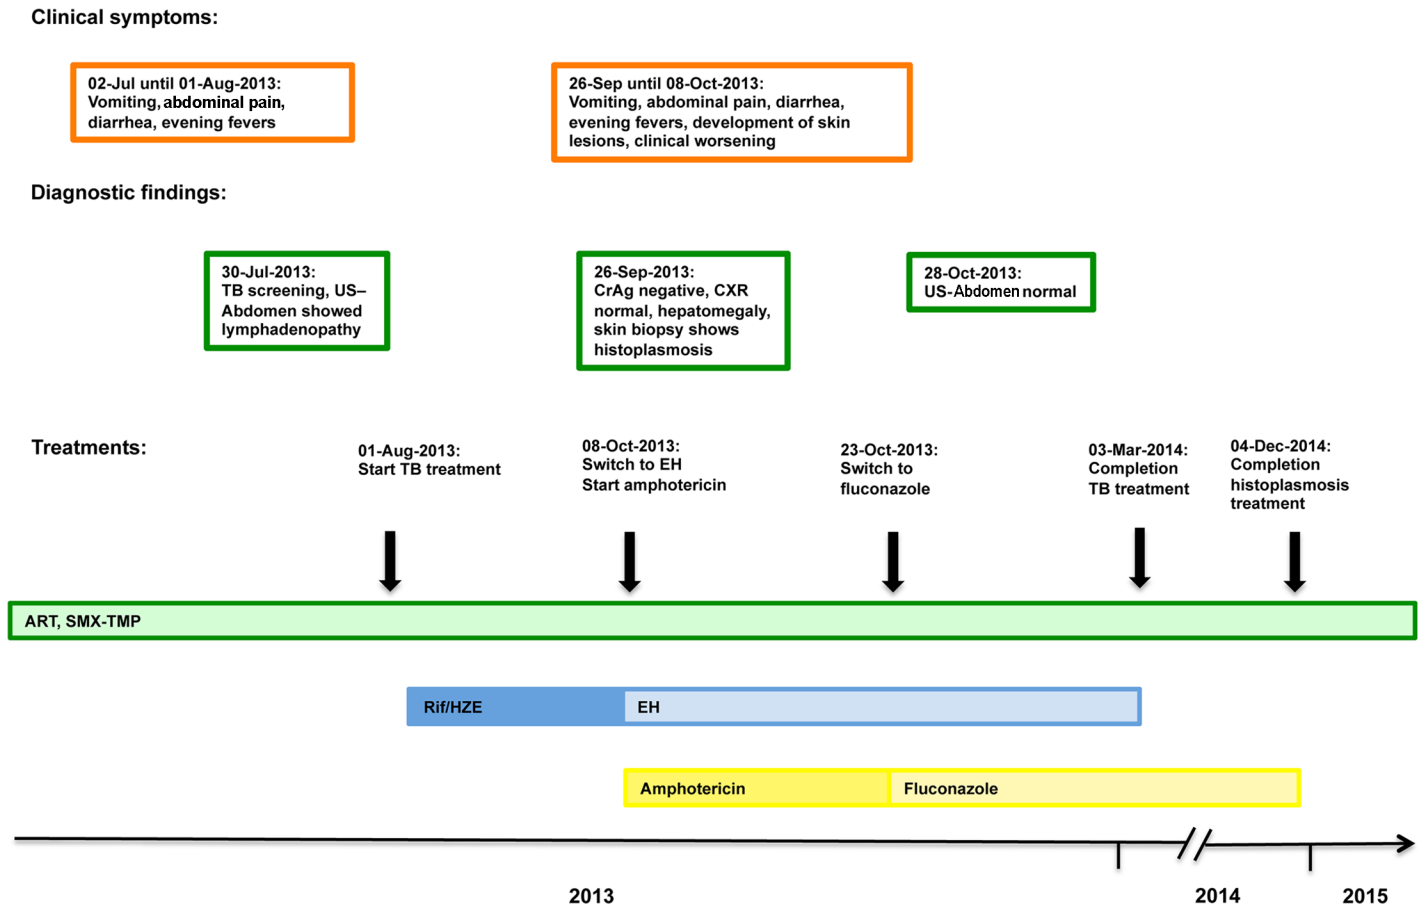 Clinical symptoms:
02-Jul until 01-Aug-2013:
Vomiting, abdominal pain,
diarrhea, evening fevers
26-Sep until 08-Oct-2013:
Vomiting, abdominal pain, diarrhea,
evening fevers, development of skin
lesions, clinical worsening
Diagnostic findings:
30-Jul-2013:
TB screening, US–
Abdomen showed
lymphadenopathy
26-Sep-2013:
CrAg negative, CXR
normal, hepatomegaly,
skin biopsy shows
histoplasmosis
28-Oct-2013:
US-Abdomen normal
Treatments:
01-Aug-2013:
Start TB treatment
08-Oct-2013:
Switch to EH
Start amphotericin
23-Oct-2013:
Switch to
fluconazole
03-Mar-2014:
Completion
TB treatment
04-Dec-2014:
Completion
histoplasmosis
treatment
ART, SMX-TMP
Rif/HZE
EH
Amphotericin
Fluconazole
2013
2014
2015